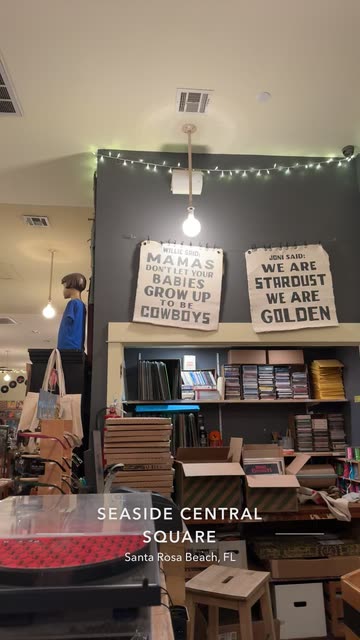 WILLIE SAID:
MAMAS
DON'T LET YOUR
BABIES
GROW UP
TO BE
COWBOYS
JONI SAID:
WE ARE
STARDUST
WE ARE
GOLDEN
SEASIDE CENTRAL
SQUARE
Santa Rosa Beach, FL